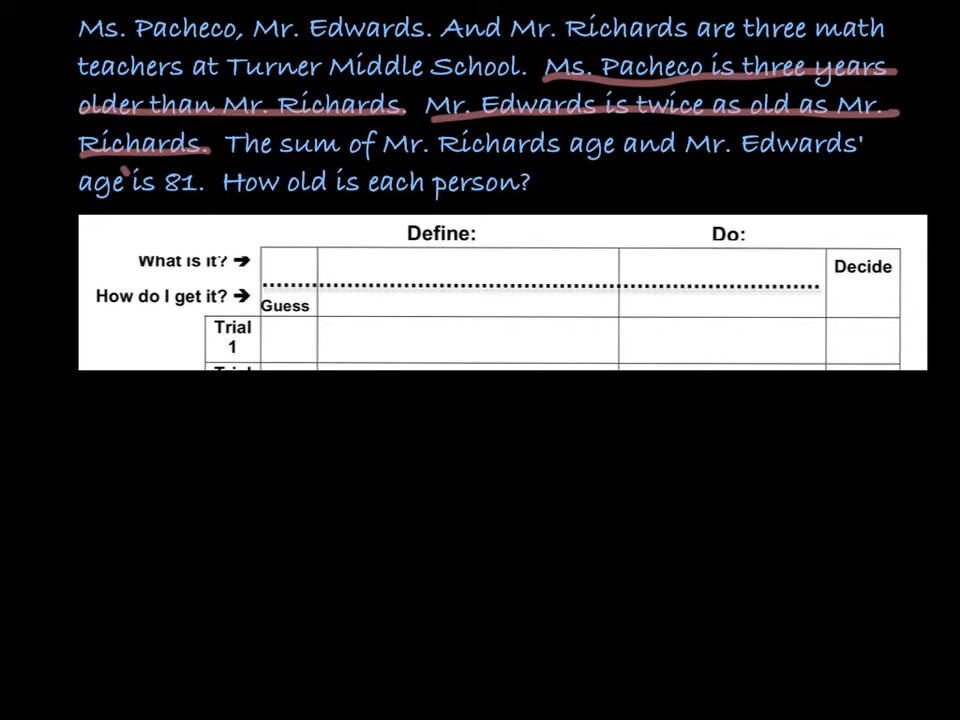 Ms. Pacheco, Mr. Edwards. And Mr. Richards are three math
teachers at Turner Middle School. Ms. Pacheco is three years
older than Mr. Richards. Mr. Edwards is twice as old as Mr.
Richards. The sum of Mr. Richards age and Mr. Edwards'
age is 81. How old is each person?
Define: Do:
What is it? →
Decide
How do I get it? →
Guess
Trial
1
Trial